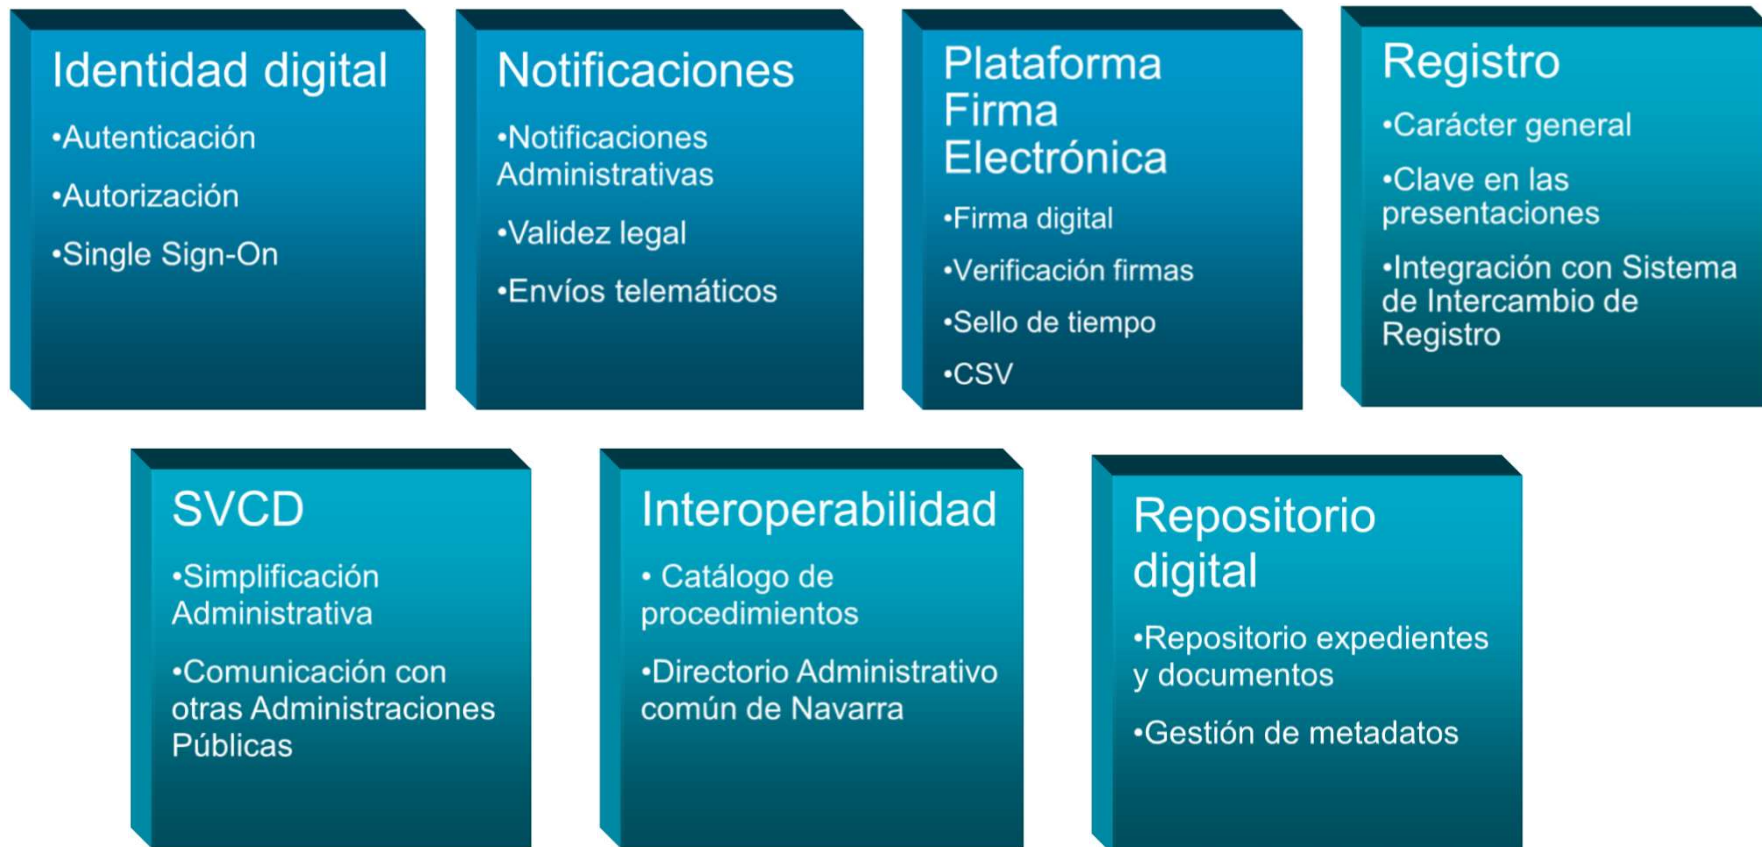 Identidad digital
•Autenticación
•Autorización
•Single Sign-On
Notificaciones
•Notificaciones
Administrativas
•Validez legal
•Envíos telemáticos
Plataforma
Firma
Electrónica
•Firma digital
•Verificación firmas
•Sello de tiempo
•CSV
Registro
•Carácter general
•Clave en las
presentaciones
•Integración con Sistema
de Intercambio de
Registro
SVCD
•Simplificación
Administrativa
•Comunicación con
otras Administraciones
Públicas
Interoperabilidad
• Catálogo de
procedimientos
•Directorio Administrativo
común de Navarra
Repositorio
digital
•Repositorio expedientes
y documentos
•Gestión de metadatos